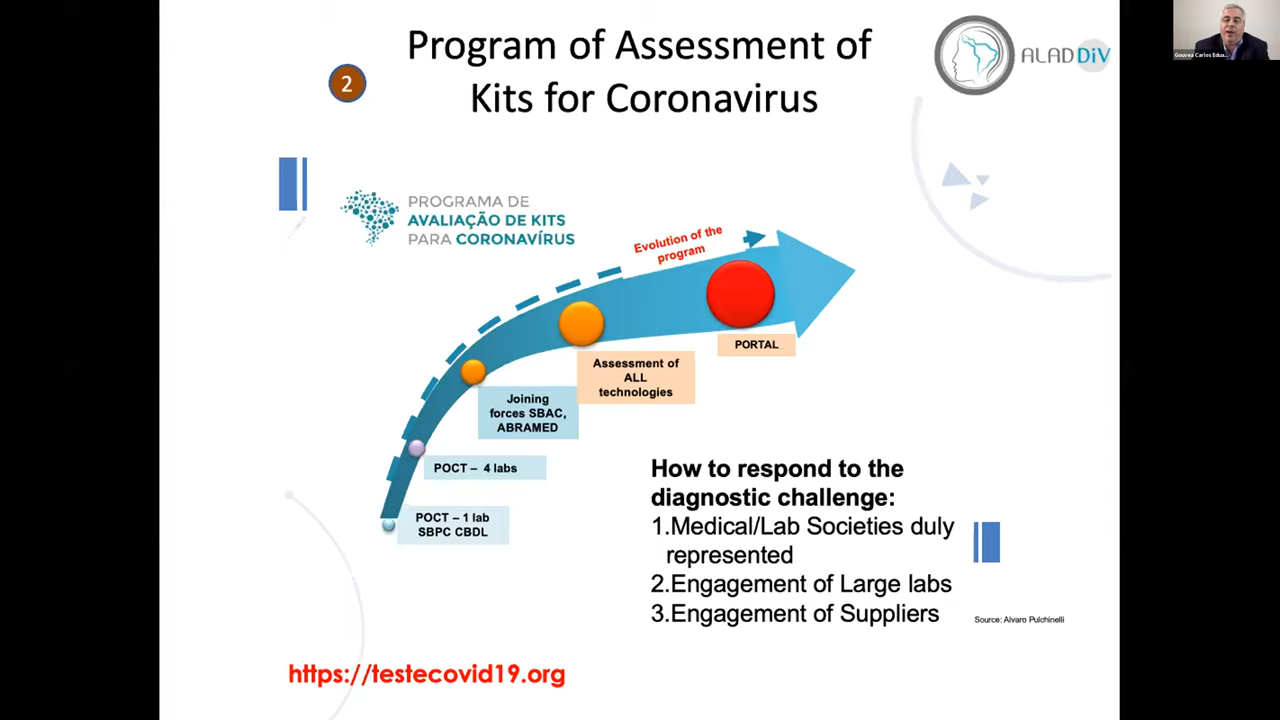 Program of Assessment of
Kits for Coronavirus
2
ALADDiV
Gouvea Carlos Edua...
PROGRAMA DE
AVALIAÇÃO DE KITS
PARA CORONAVÍRUS
Evolution of the
program
PORTAL
Assessment of
ALL
technologies
Joining
forces SBAC,
ABRAMED
POCT – 4 labs
POCT – 1 lab
SBPC CBDL
How to respond to the
diagnostic challenge:
1.Medical/Lab Societies duly
represented
2.Engagement of Large labs
3.Engagement of Suppliers
Source: Alvaro Pulchinelli
https://testecovid19.org